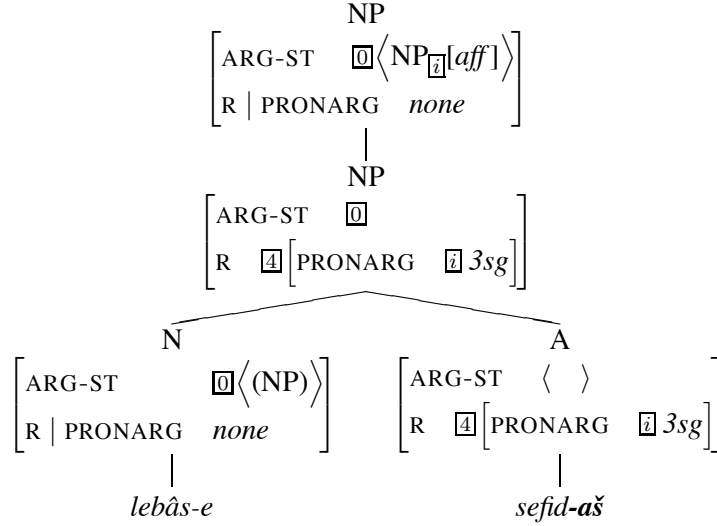 NP
ARG-ST 0⟨NP i [aff]⟩
R | PRONARG none
NP
ARG-ST 0
R 4 [PRONARG i 3sg]
N A
ARG-ST 0⟨(NP)⟩ ARG-ST ⟨ ⟩
R | PRONARG none R 4 [PRONARG i 3sg]
lebâs-e sefid-aš